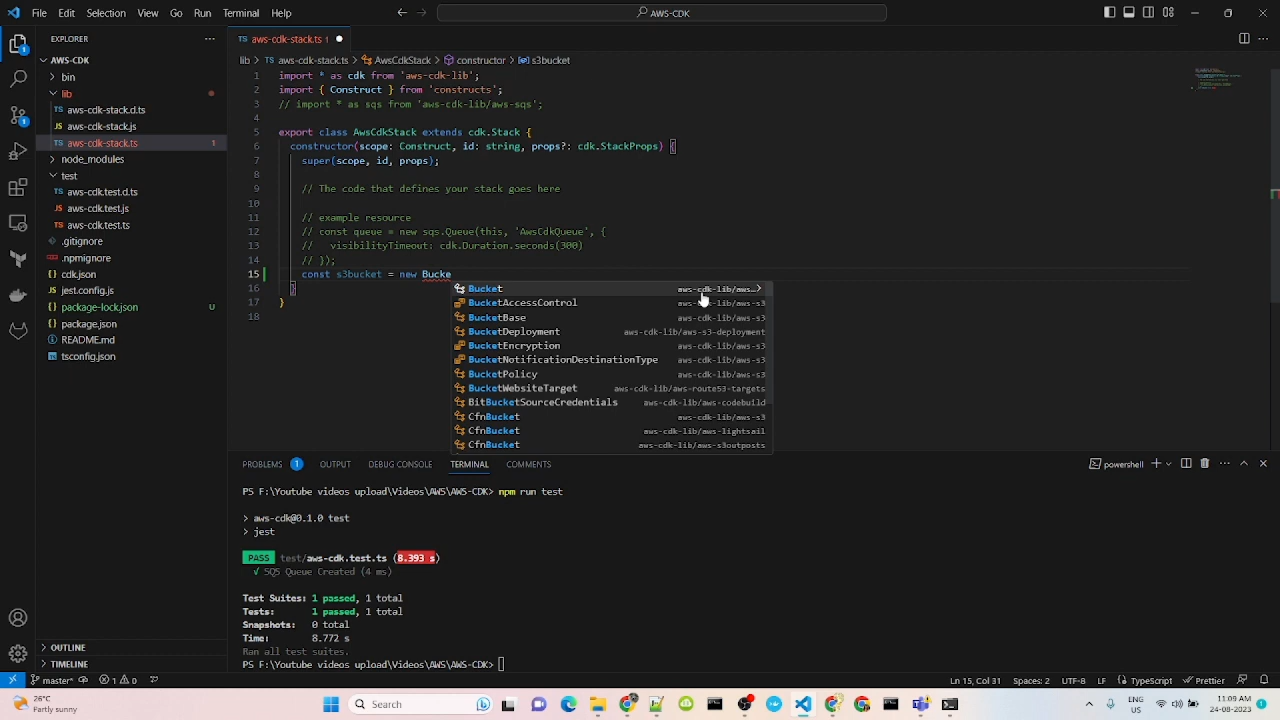 File Edit Selection View Go Run Terminal Help
AWS-CDK
EXPLORER
AWS-CDK
bin
lib
aws-cdk-stack.d.ts
aws-cdk-stack.js
aws-cdk-stack.ts 1
node_modules
test
aws-cdk.test.d.ts
aws-cdk.test.js
aws-cdk.test.ts
.gitignore
.npmignore
cdk.json
jest.config.js
package-lock.json U
package.json
README.md
tsconfig.json
OUTLINE
TIMELINE
aws-cdk-stack.ts 1
lib > aws-cdk-stack.ts > AwsCdkStack > constructor > s3bucket
1 import * as cdk from 'aws-cdk-lib';
2 import { Construct } from 'constructs';
3 // import * as sqs from 'aws-cdk-lib/aws-sqs';
4
5 export class AwsCdkStack extends cdk.Stack {
6 constructor(scope: Construct, id: string, props?: cdk.StackProps) {
7 super(scope, id, props);
8
9 // The code that defines your stack goes here
10
11 // example resource
12 // const queue = new sqs.Queue(this, 'AwsCdkQueue', {
13 //   visibilityTimeout: cdk.Duration.seconds(300)
14 // });
15 const s3bucket = new Bucke
16 }
17 }
18
Bucket aws-cdk-lib/aws…
BucketAccessControl aws-cdk-lib/aws-s3
BucketBase aws-cdk-lib/aws-s3
BucketDeployment aws-cdk-lib/aws-s3-deployment
BucketEncryption aws-cdk-lib/aws-s3
BucketNotificationDestinationType aws-cdk-lib/aws-s3
BucketPolicy aws-cdk-lib/aws-s3
BucketWebsiteTarget aws-cdk-lib/aws-route53-targets
BitBucketSourceCredentials aws-cdk-lib/aws-codebuild
CfnBucket aws-cdk-lib/aws-s3
CfnBucket aws-cdk-lib/aws-lightsail
CfnBucket aws-cdk-lib/aws-s3outposts
PROBLEMS 1 OUTPUT DEBUG CONSOLE TERMINAL COMMENTS powershell
PS F:\Youtube videos upload\Videos\AWS\AWS-CDK> npm run test
> aws-cdk@0.1.0 test
> jest
PASS test/aws-cdk.test.ts (8.393 s)
√ SQS Queue Created (4 ms)
Test Suites: 1 passed, 1 total
Tests: 1 passed, 1 total
Snapshots: 0 total
Time: 8.772 s
Ran all test suites.
PS F:\Youtube videos upload\Videos\AWS\AWS-CDK>
master* 1 0 Ln 15, Col 31 Spaces: 2 UTF-8 LF TypeScript Prettier
26°C
Partly sunny
Search
ENG
US
11:09 AM
24-08-2023